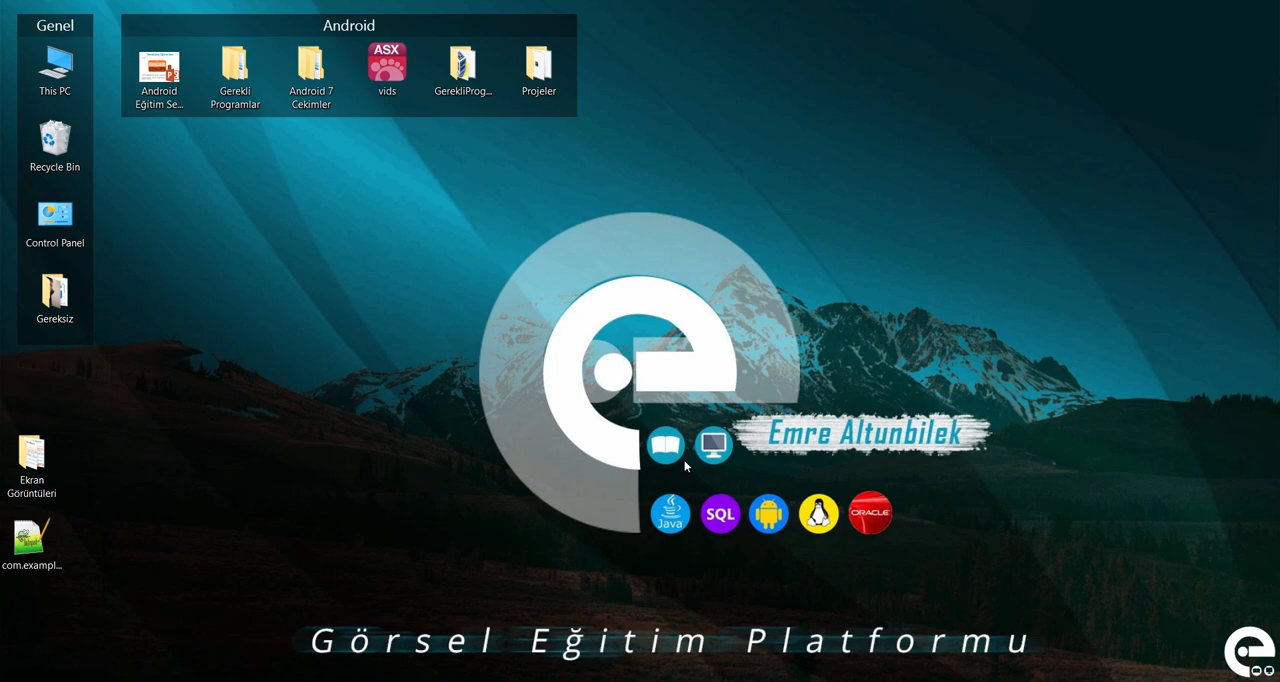 Genel
This PC
Recycle Bin
Control Panel
Gereksiz
Android
Android
Eğitim Se...
Gerekli
Programlar
Android 7
Cekimler
ASX
vids
GerekliProg...
Projeler
Ekran
Görüntüleri
com.exampl...
Emre Altunbilek
Java
SQL
ORACLE
Görsel Eğitim Platformu